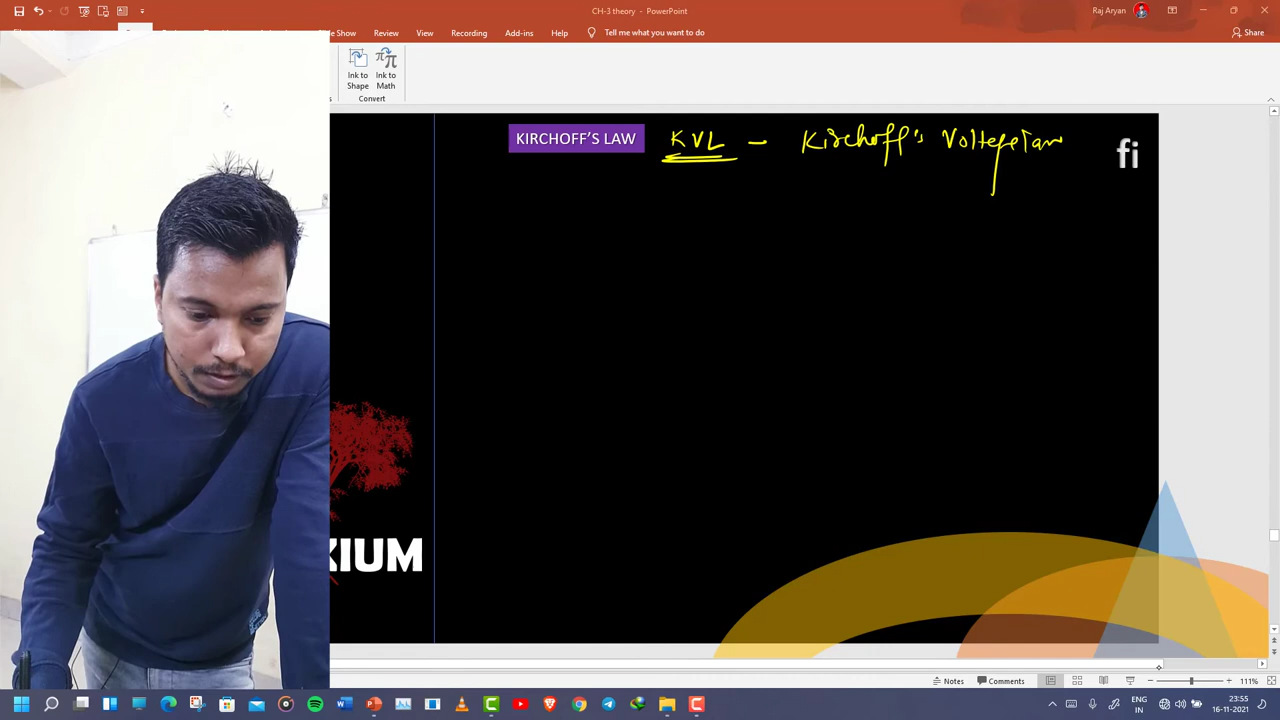 CH-3 theory - PowerPoint
Raj Aryan
Show
Review
View
Recording
Add-ins
Help
Tell me what you want to do
Share
Ink to Shape
Ink to Math
Convert
KIRCHOFF'S LAW
KVL - Kirchoff's Voltage Law
fi
IUM
Notes
Comments
111%
ENG
IN
23:55
16-11-2021